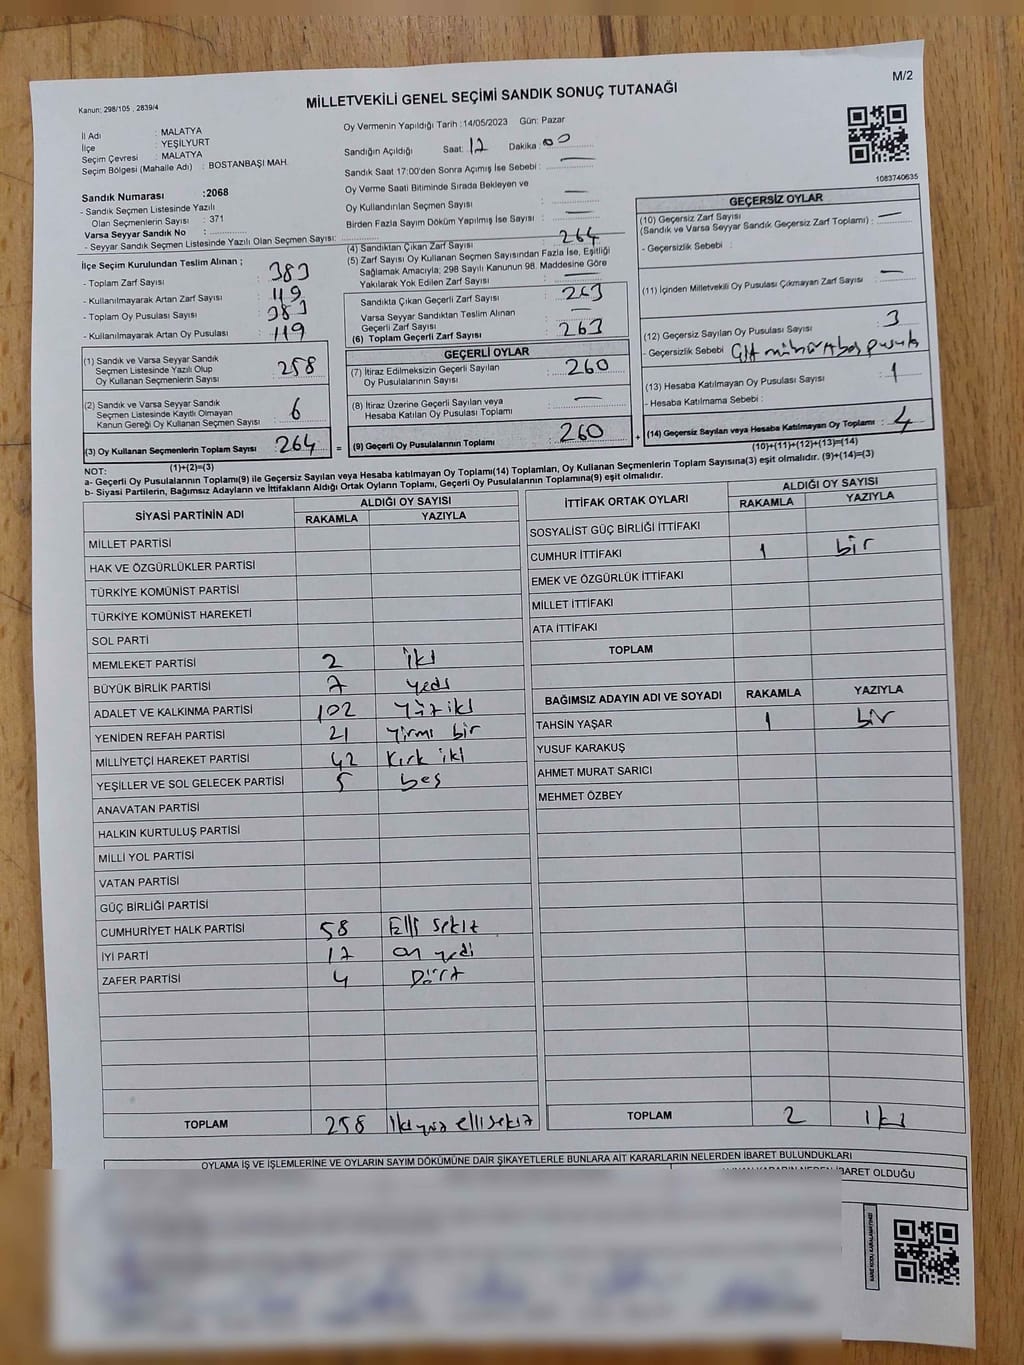 M/2
Kanun: 298/105 , 2839/4
MİLLETVEKİLİ GENEL SEÇİMİ SANDIK SONUÇ TUTANAĞI
İl Adı : MALATYA
İlçe : YEŞİLYURT
Seçim Çevresi : MALATYA
Seçim Bölgesi (Mahalle Adı) : BOSTANBAŞI MAH.
Sandık Numarası :2068
- Sandık Seçmen Listesinde Yazılı
Olan Seçmenlerin Sayısı : 371
Varsa Seyyar Sandık No :
- Seyyar Sandık Seçmen Listesinde Yazılı Olan Seçmen Sayısı:
Oy Vermenin Yapıldığı Tarih :14/05/2023 Gün: Pazar
Sandığın Açıldığı Saat: 17 Dakika: 00
Sandık Saat 17:00'den Sonra Açımış İse Sebebi : —
Oy Verme Saati Bitiminde Sırada Bekleyen ve
Oy Kullandırılan Seçmen Sayısı : —
Birden Fazla Sayım Döküm Yapılmış İse Sayısı : —
1083740635
İlçe Seçim Kurulundan Teslim Alınan ;
- Toplam Zarf Sayısı : 383
- Kullanılmayarak Artan Zarf Sayısı : 119
- Toplam Oy Pusulası Sayısı : 383
- Kullanılmayarak Artan Oy Pusulası : 119
(1) Sandık ve Varsa Seyyar Sandık
Seçmen Listesinde Yazılı Olup
Oy Kullanan Seçmenlerin Sayısı : 258
(2) Sandık ve Varsa Seyyar Sandık
Seçmen Listesinde Kayıtlı Olmayan
Kanun Gereği Oy Kullanan Seçmen Sayısı : 6
(3) Oy Kullanan Seçmenlerin Toplam Sayısı : 264 =
(1)+(2)=(3)
(4) Sandıktan Çıkan Zarf Sayısı : 264
(5) Zarf Sayısı Oy Kullanan Seçmen Sayısından Fazla İse, Eşitliği
Sağlamak Amacıyla; 298 Sayılı Kanunun 98. Maddesine Göre
Yakılarak Yok Edilen Zarf Sayısı : —
Sandıkta Çıkan Geçerli Zarf Sayısı : 263
Varsa Seyyar Sandıktan Teslim Alınan
Geçerli Zarf Sayısı : —
(6) Toplam Geçerli Zarf Sayısı : 263
GEÇERLİ OYLAR
(7) İtiraz Edilmeksizin Geçerli Sayılan
Oy Pusulalarının Sayısı : 260
(8) İtiraz Üzerine Geçerli Sayılan veya
Hesaba Katılan Oy Pusulası Toplamı : —
(9) Geçerli Oy Pusulalarının Toplamı : 260 +
GEÇERSİZ OYLAR
(10) Geçersiz Zarf Sayısı : —
(Sandık ve Varsa Seyyar Sandık Geçersiz Zarf Toplamı)
- Geçersizlik Sebebi :
(11) İçinden Milletvekili Oy Pusulası Çıkmayan Zarf Sayısı : —
(12) Geçersiz Sayılan Oy Pusulası Sayısı : 3
- Geçersizlik Sebebi
(13) Hesaba Katılmayan Oy Pusulası Sayısı : 1
- Hesaba Katılmama Sebebi :
(14) Geçersiz Sayılan veya Hesaba Katılmayan Oy Toplamı : 4
(10)+(11)+(12)+(13)=(14)
NOT:
a- Geçerli Oy Pusulalarının Toplamı(9) ile Geçersiz Sayılan veya Hesaba katılmayan Oy Toplamı(14) Toplamları, Oy Kullanan Seçmenlerin Toplam Sayısına(3) eşit olmalıdır. (9)+(14)=(3)
b- Siyasi Partilerin, Bağımsız Adayların ve İttifakların Aldığı Ortak Oyların Toplamı, Geçerli Oy Pusulalarının Toplamına(9) eşit olmalıdır.
SİYASİ PARTİNİN ADI ALDIĞI OY SAYISI
RAKAMLA YAZIYLA
MİLLET PARTİSİ
HAK VE ÖZGÜRLÜKLER PARTİSİ
TÜRKİYE KOMÜNİST PARTİSİ
TÜRKİYE KOMÜNİST HAREKETİ
SOL PARTİ
MEMLEKET PARTİSİ 2 iki
BÜYÜK BİRLİK PARTİSİ 7 yedi
ADALET VE KALKINMA PARTİSİ 102 Yüz iki
YENİDEN REFAH PARTİSİ 21 Yirmi bir
MİLLİYETÇİ HAREKET PARTİSİ 42 Kırk iki
YEŞİLLER VE SOL GELECEK PARTİSİ 5 beş
ANAVATAN PARTİSİ
HALKIN KURTULUŞ PARTİSİ
MİLLİ YOL PARTİSİ
VATAN PARTİSİ
GÜÇ BİRLİĞİ PARTİSİ
CUMHURİYET HALK PARTİSİ 58 Elli sekiz
İYİ PARTİ 17 on yedi
ZAFER PARTİSİ 4 Dört
TOPLAM 258 İkiyüz elli sekiz
İTTİFAK ORTAK OYLARI ALDIĞI OY SAYISI
RAKAMLA YAZIYLA
SOSYALİST GÜÇ BİRLİĞİ İTTİFAKI
CUMHUR İTTİFAKI 1 bir
EMEK VE ÖZGÜRLÜK İTTİFAKI
MİLLET İTTİFAKI
ATA İTTİFAKI
TOPLAM
BAĞIMSIZ ADAYIN ADI VE SOYADI RAKAMLA YAZIYLA
TAHSİN YAŞAR 1 bir
YUSUF KARAKUŞ
AHMET MURAT SARICI
MEHMET ÖZBEY
TOPLAM 2 iki
OYLAMA İŞ VE İŞLEMLERİNE VE OYLARIN SAYIM DÖKÜMÜNE DAİR ŞİKAYETLERLE BUNLARA AİT KARARLARIN NELERDEN İBARET BULUNDUKLARI
KARARIN NEDEN İBARET OLDUĞU